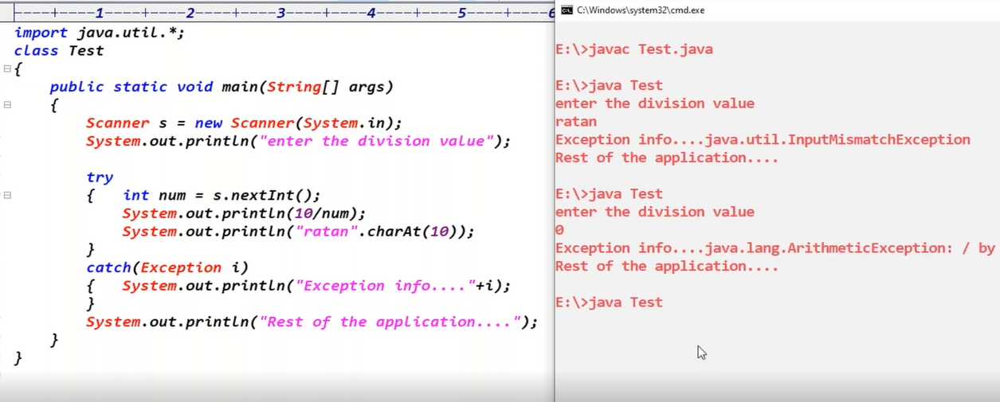 ----+----1----+----2----+----3----+----4----+----5----+----6
import java.util.*;
class Test
{
public static void main(String[] args)
{
Scanner s = new Scanner(System.in);
System.out.println("enter the division value");
try
{ int num = s.nextInt();
System.out.println(10/num);
System.out.println("ratan".charAt(10));
}
catch(Exception i)
{ System.out.println("Exception info...."+i);
}
System.out.println("Rest of the application....");
}
}
C:\Windows\system32\cmd.exe
E:\>javac Test.java
E:\>java Test
enter the division value
ratan
Exception info....java.util.InputMismatchException
Rest of the application....
E:\>java Test
enter the division value
0
Exception info....java.lang.ArithmeticException: / by
Rest of the application....
E:\>java Test